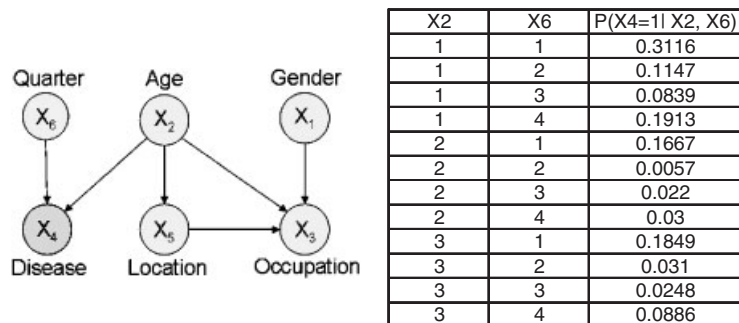 Quarter Age Gender
X6 X2 X1
X4 X5 X3
Disease Location Occupation
X2 X6 P(X4=1| X2, X6)
1 1 0.3116
1 2 0.1147
1 3 0.0839
1 4 0.1913
2 1 0.1667
2 2 0.0057
2 3 0.022
2 4 0.03
3 1 0.1849
3 2 0.031
3 3 0.0248
3 4 0.0886